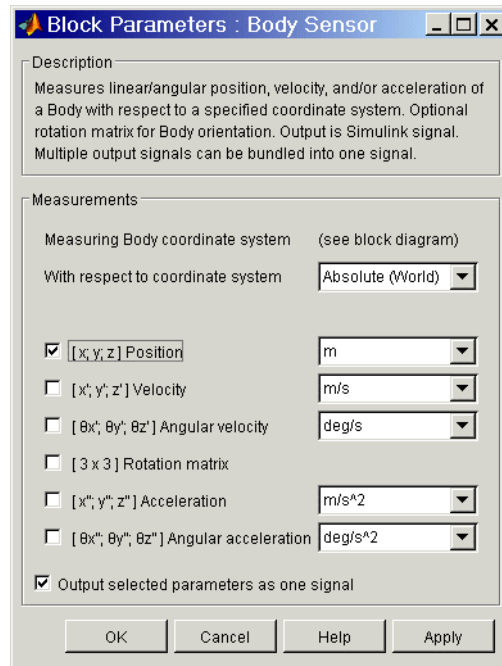 Block Parameters : Body Sensor
Description
Measures linear/angular position, velocity, and/or acceleration of
a Body with respect to a specified coordinate system. Optional
rotation matrix for Body orientation. Output is Simulink signal.
Multiple output signals can be bundled into one signal.
Measurements
Measuring Body coordinate system (see block diagram)
With respect to coordinate system Absolute (World)
[ x; y; z ] Position m
[ x'; y'; z' ] Velocity m/s
[ θx'; θy'; θz' ] Angular velocity deg/s
[ 3 x 3 ] Rotation matrix
[ x"; y"; z" ] Acceleration m/s^2
[ θx"; θy"; θz" ] Angular acceleration deg/s^2
Output selected parameters as one signal
OK Cancel Help Apply